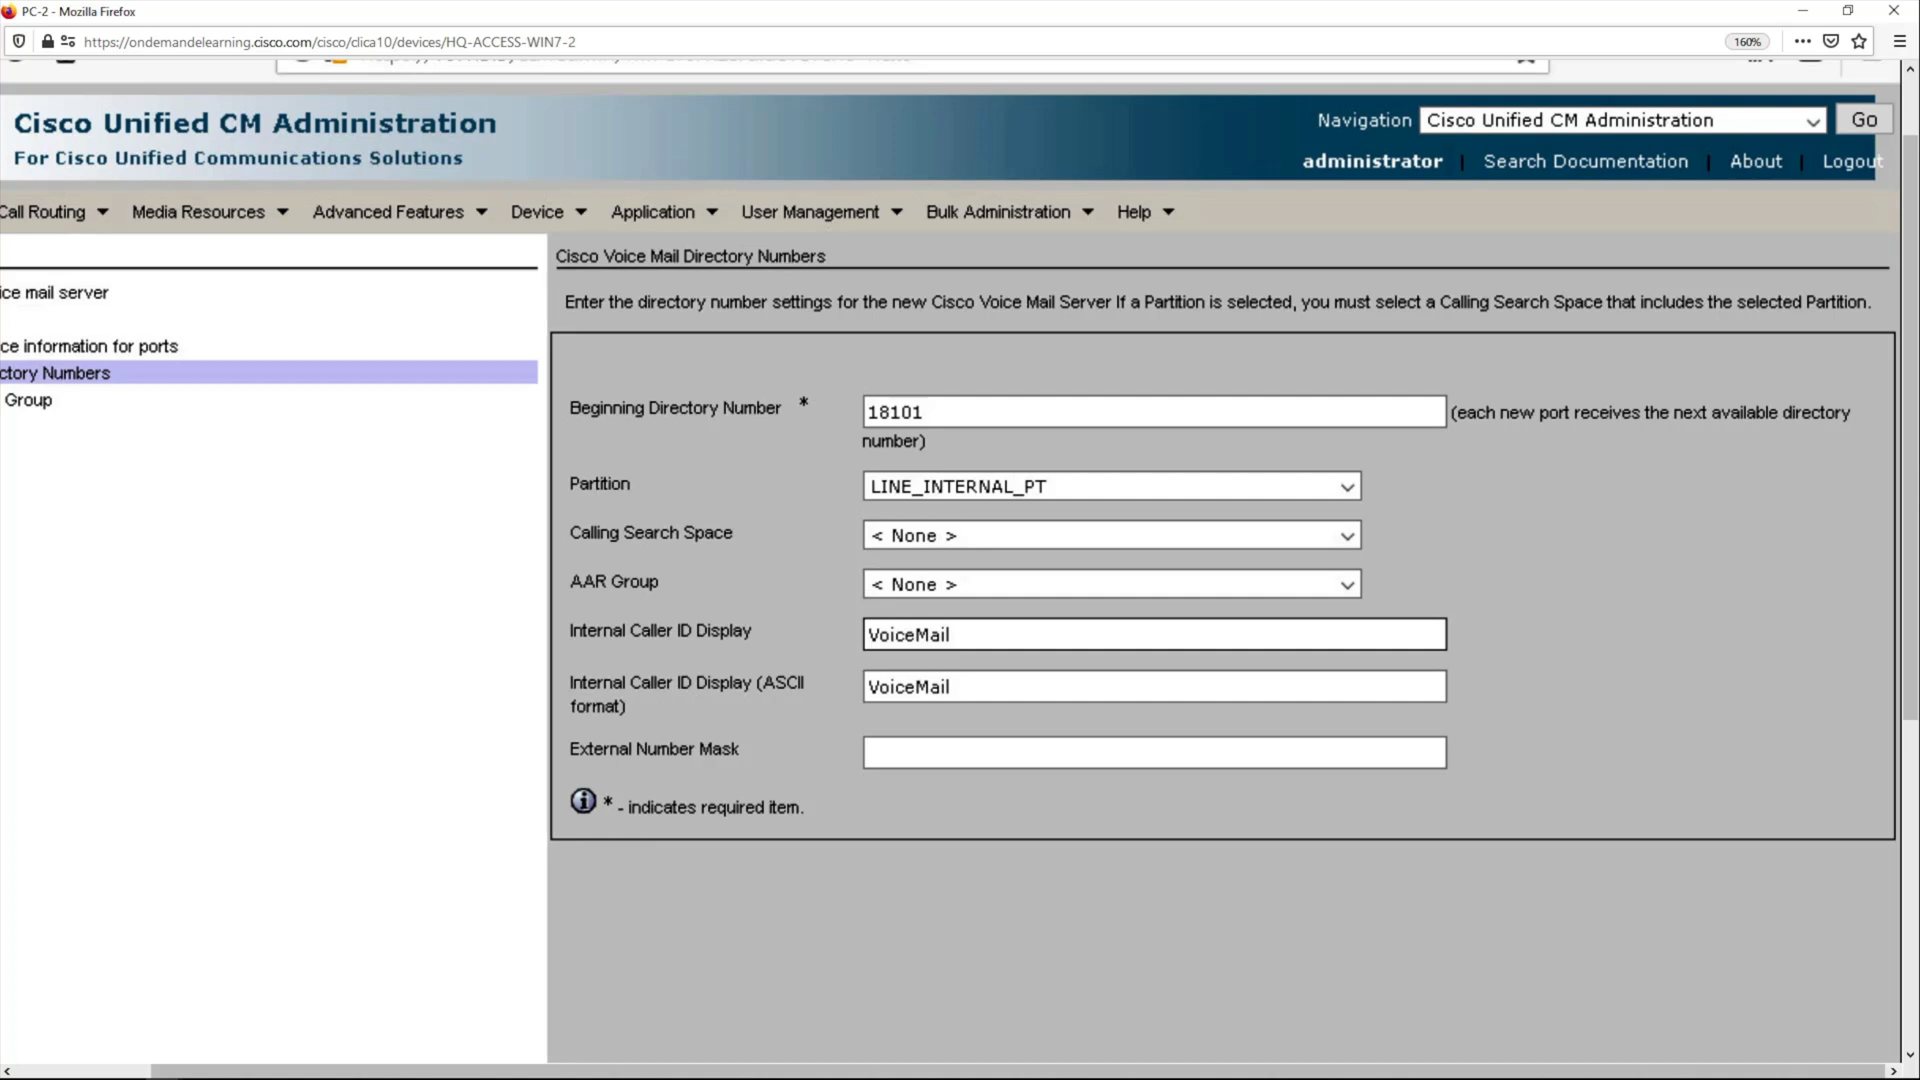 PC-2 - Mozilla Firefox
https://ondemandelearning.cisco.com/cisco/clica10/devices/HQ-ACCESS-WIN7-2
160%
Cisco Unified CM Administration
For Cisco Unified Communications Solutions
Navigation Cisco Unified CM Administration Go
administrator | Search Documentation | About | Logout
Call Routing Media Resources Advanced Features Device Application User Management Bulk Administration Help
ice mail server
ce information for ports
ctory Numbers
Group
Cisco Voice Mail Directory Numbers
Enter the directory number settings for the new Cisco Voice Mail Server If a Partition is selected, you must select a Calling Search Space that includes the selected Partition.
Beginning Directory Number * 18101 (each new port receives the next available directory
number)
Partition LINE_INTERNAL_PT
Calling Search Space < None >
AAR Group < None >
Internal Caller ID Display VoiceMail
Internal Caller ID Display (ASCII
format) VoiceMail
External Number Mask
* - indicates required item.